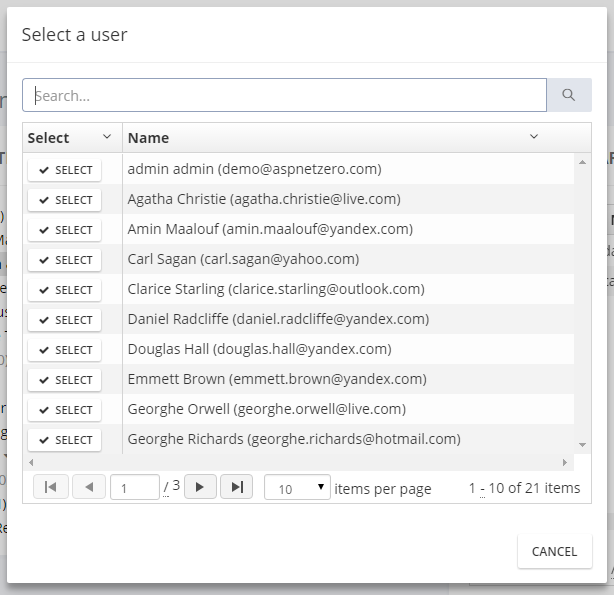 Select a user
Search...
Select Name
SELECT admin admin (demo@aspnetzero.com)
SELECT Agatha Christie (agatha.christie@live.com)
SELECT Amin Maalouf (amin.maalouf@yandex.com)
SELECT Carl Sagan (carl.sagan@yahoo.com)
SELECT Clarice Starling (clarice.starling@outlook.com)
SELECT Daniel Radcliffe (daniel.radcliffe@yandex.com)
SELECT Douglas Hall (douglas.hall@yandex.com)
SELECT Emmett Brown (emmett.brown@yandex.com)
SELECT Georghe Orwell (georghe.orwell@live.com)
SELECT Georghe Richards (georghe.richards@hotmail.com)
1 / 3 10 items per page 1 - 10 of 21 items
CANCEL